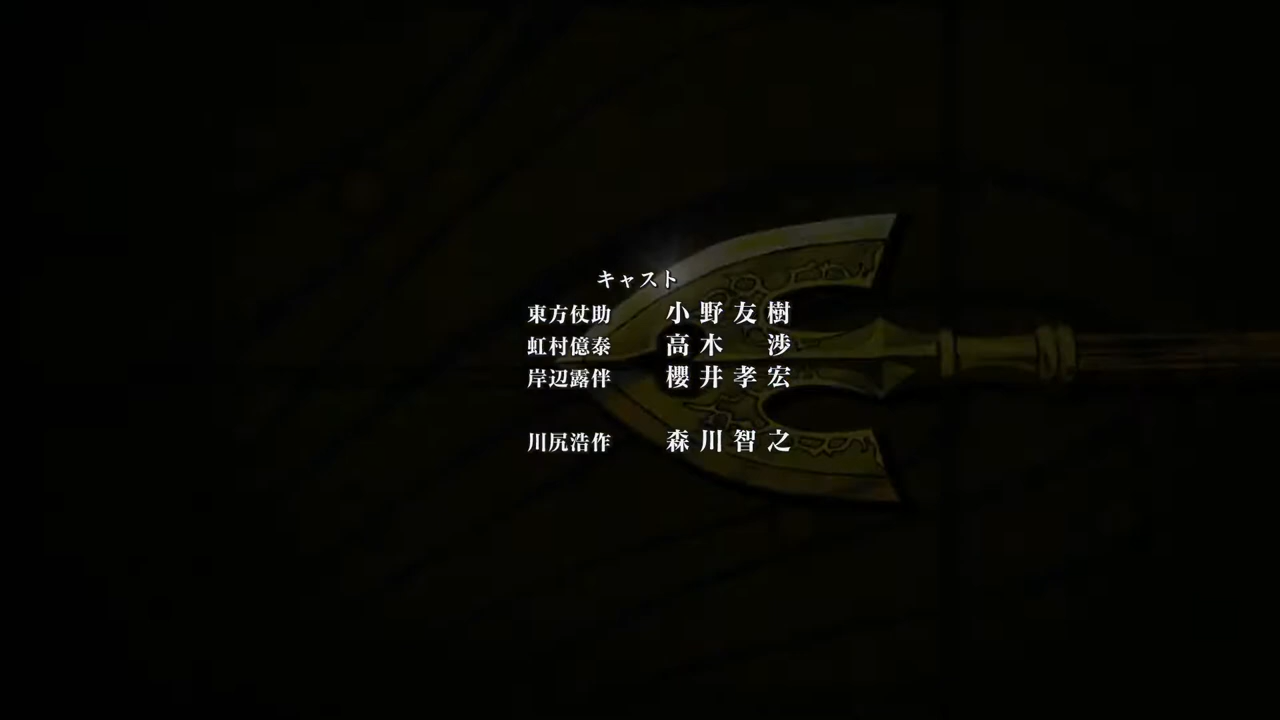 キャスト
東方仗助 小野友樹
虹村億泰 高木 渉
岸辺露伴 櫻井孝宏
川尻浩作 森川智之